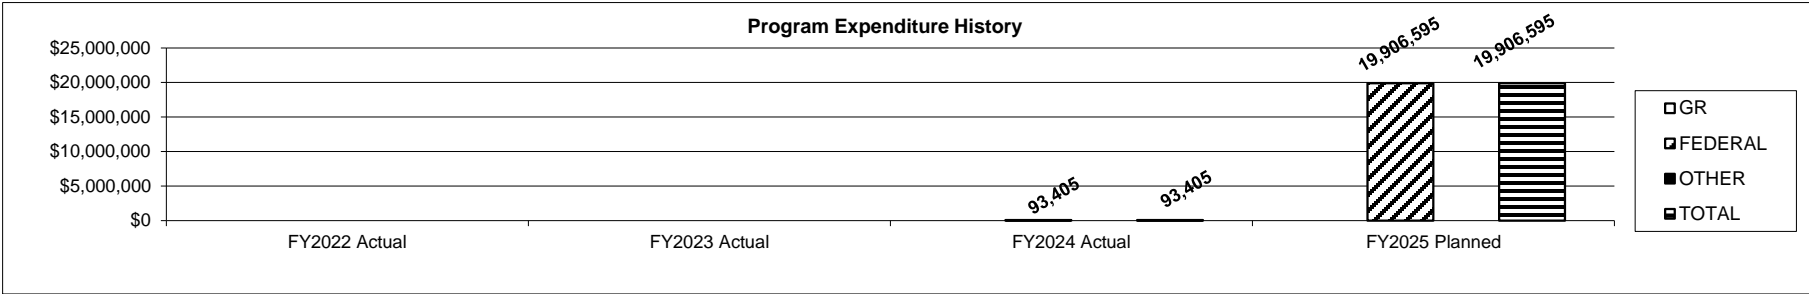 Program Expenditure History
$25,000,000
$20,000,000
$15,000,000
$10,000,000
$5,000,000
$0
93,405
93,405
19,906,595
19,906,595
FY2022 Actual
FY2023 Actual
FY2024 Actual
FY2025 Planned
GR
FEDERAL
OTHER
TOTAL